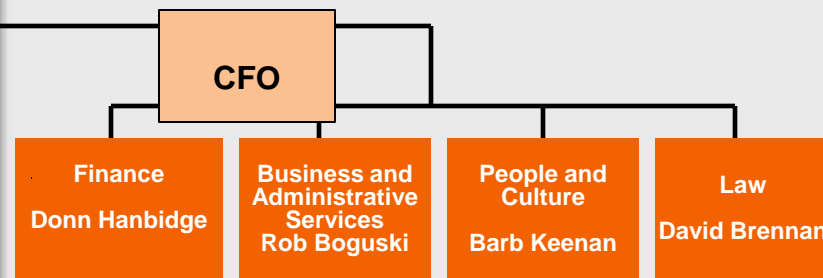 CFO
Finance
Donn Hanbidge
Business and
Administrative
Services
Rob Boguski
People and
Culture
Barb Keenan
Law
David Brennan